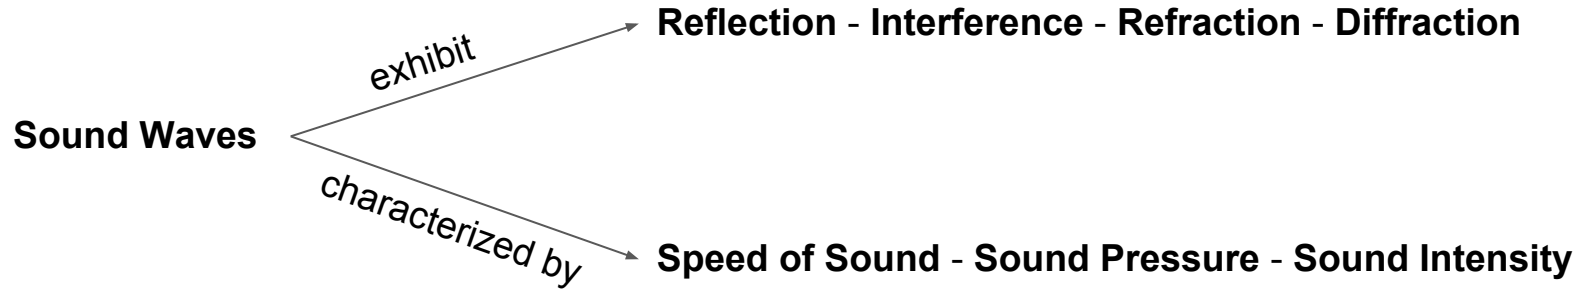 Reflection - Interference - Refraction - Diffraction
exhibit
Sound Waves
characterized by
Speed of Sound - Sound Pressure - Sound Intensity